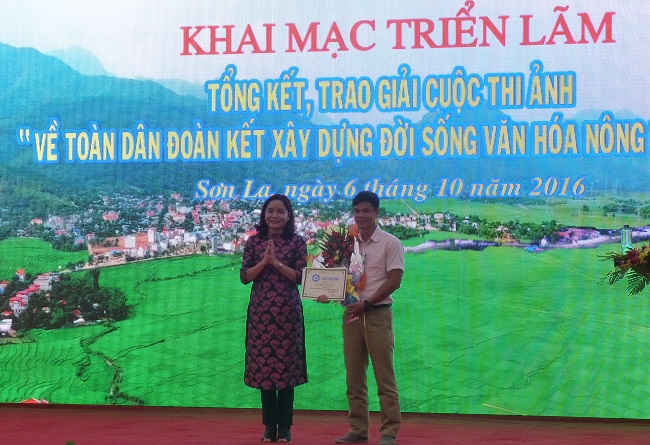 KHAI MẠC TRIỂN LÃM
TỔNG KẾT, TRAO GIẢI CUỘC THI ẢNH
"VỀ TOÀN DÂN ĐOÀN KẾT XÂY DỰNG ĐỜI SỐNG VĂN HÓA NÔNG
Sơn La, ngày 6 tháng 10 năm 2016